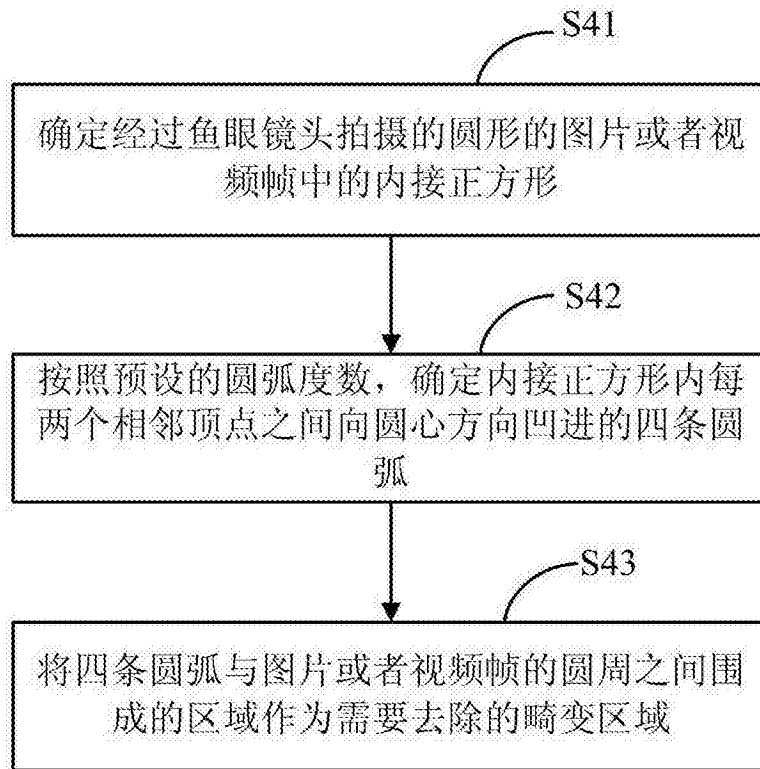 S41
确定经过鱼眼镜头拍摄的圆形的图片或者视
频帧中的内接正方形
S42
按照预设的圆弧度数，确定内接正方形内每
两个相邻顶点之间向圆心方向凹进的四条圆
弧
S43
将四条圆弧与图片或者视频帧的圆周之间围
成的区域作为需要去除的畸变区域